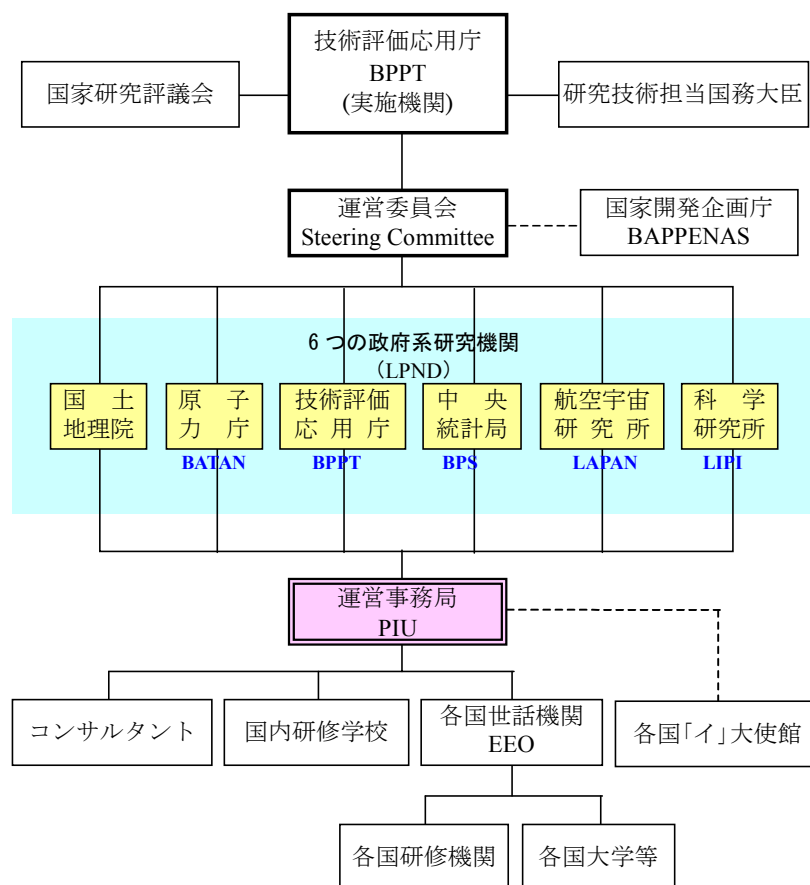 技術評価応用庁
BPPT
(実施機関)
国家研究評議会
研究技術担当国務大臣
運営委員会
Steering Committee
国家開発企画庁
BAPPENAS
6 つの政府系研究機関
(LPND)
国 土
地理院
原 子
力 庁
BATAN
技術評価
応 用 庁
BPPT
中 央
統計局
BPS
航空宇宙
研 究 所
LAPAN
科 学
研究所
LIPI
運営事務局
PIU
コンサルタント
国内研修学校
各国世話機関
EEO
各国「イ」大使館
各国研修機関
各国大学等